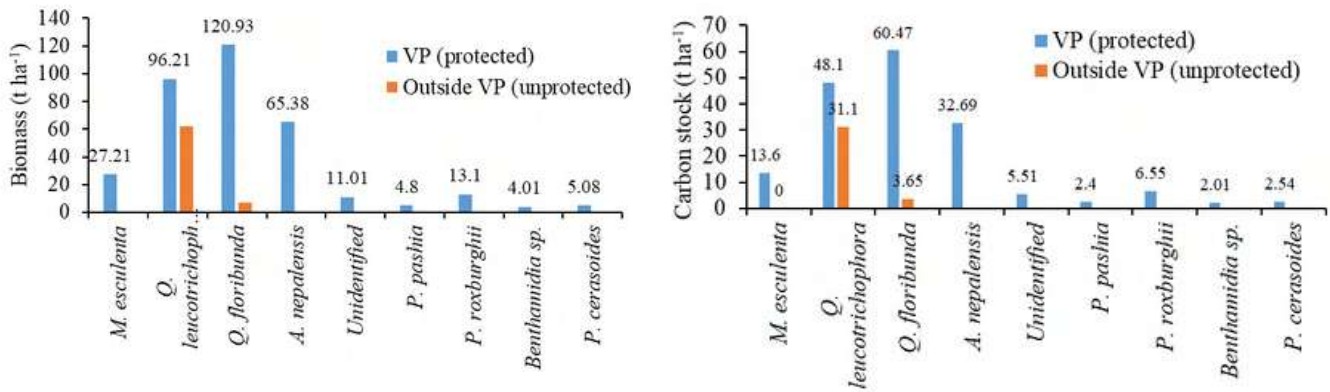 Biomass (t ha⁻¹)
140
120
100
80
60
40
20
0
27.21
96.21
120.93
65.38
11.01
4.8
13.1
4.01
5.08
VP (protected)
Outside VP (unprotected)
M. esculenta
Q.
leucotrichoph...
Q. floribunda
A. nepalensis
Unidentified
P. pashia
P. roxburghii
Benthamidia sp.
P. cerasoides
Carbon stock (t ha⁻¹)
70
60
50
40
30
20
10
0
13.6
0
48.1
31.1
60.47
3.65
32.69
5.51
2.4
6.55
2.01
2.54
VP (protected)
Outside VP (unprotected)
M. esculenta
Q.
leucotrichophora
Q. floribunda
A. nepalensis
Unidentified
P. pashia
P. roxburghii
Benthamidia sp.
P. cerasoides